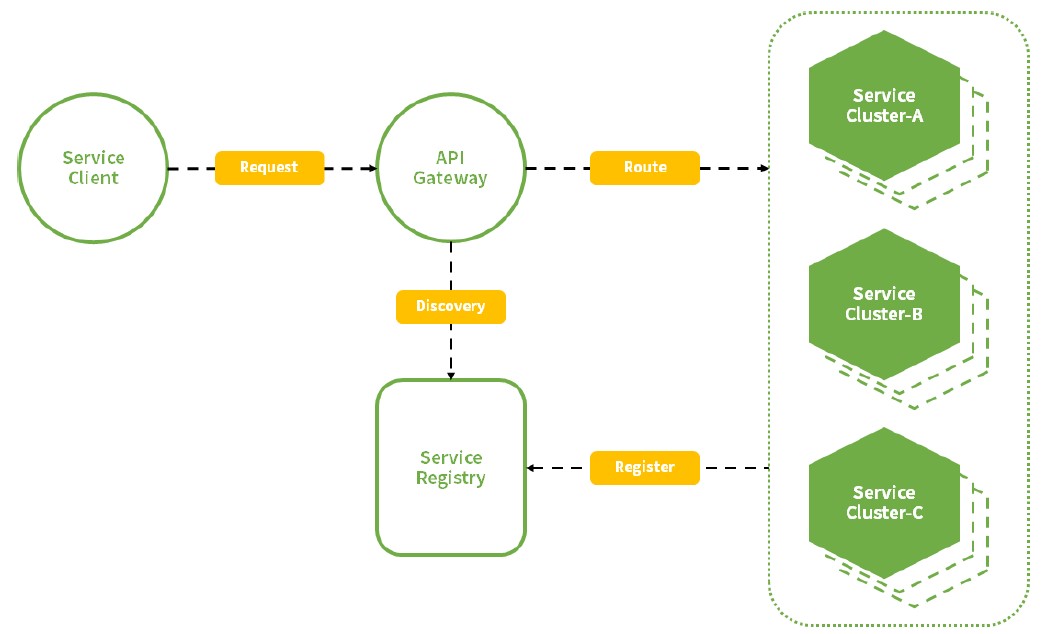 Service
Client
Request
API
Gateway
Route
Service
Cluster-A
Discovery
Service
Cluster-B
Service
Registry
Register
Service
Cluster-C